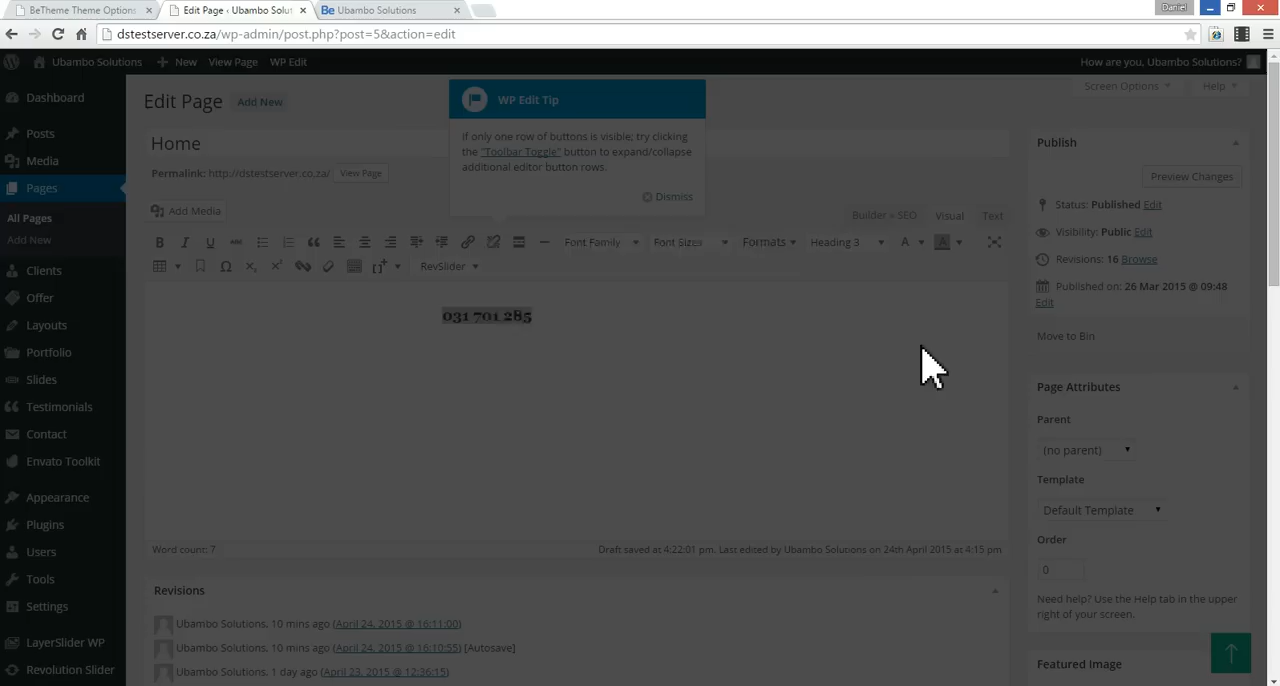 BeTheme Theme Options
Edit Page ‹ Ubambo Solut
Be Ubambo Solutions
Daniel
dstestserver.co.za/wp-admin/post.php?post=5&action=edit
Ubambo Solutions
New
View Page
WP Edit
How are you, Ubambo Solutions?
Dashboard
Posts
Media
Pages
All Pages
Add New
Clients
Offer
Layouts
Portfolio
Slides
Testimonials
Contact
Envato Toolkit
Appearance
Plugins
Users
Tools
Settings
LayerSlider WP
Revolution Slider
Edit Page Add New
Screen Options
Help
WP Edit Tip
If only one row of buttons is visible; try clicking
the "Toolbar Toggle" button to expand/collapse
additional editor button rows.
Dismiss
Home
Permalink: http://dstestserver.co.za/ View Page
Add Media
Builder » SEO Visual Text
B I U ABC
Font Family Font Sizes Formats Heading 3 A A
RevSlider
031 701 285
Word count: 7
Draft saved at 4:22:01 pm. Last edited by Ubambo Solutions on 24th April 2015 at 4:15 pm
Revisions
Ubambo Solutions, 10 mins ago (April 24, 2015 @ 16:11:00)
Ubambo Solutions, 10 mins ago (April 24, 2015 @ 16:10:55) [Autosave]
Ubambo Solutions, 1 day ago (April 23, 2015 @ 12:36:15)
Publish
Preview Changes
Status: Published Edit
Visibility: Public Edit
Revisions: 16 Browse
Published on: 26 Mar 2015 @ 09:48
Edit
Move to Bin
Page Attributes
Parent
(no parent)
Template
Default Template
Order
0
Need help? Use the Help tab in the upper
right of your screen.
Featured Image